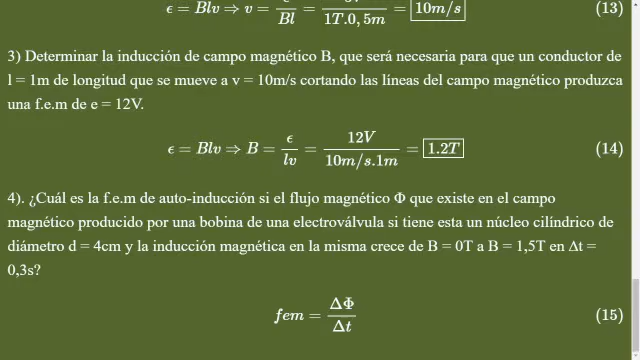 ϵ = Blv ⇒ v = ϵ / Bl = / 1T.0,5m = 10m/s (13)
3) Determinar la inducción de campo magnético B, que será necesaria para que un conductor de
l = 1m de longitud que se mueve a v = 10m/s cortando las líneas del campo magnético produzca
una f.e.m de e = 12V.
ϵ = Blv ⇒ B = ϵ / lv = 12V / 10m/s.1m = 1.2T (14)
4). ¿Cuál es la f.e.m de auto-inducción si el flujo magnético Φ que existe en el campo
magnético producido por una bobina de una electroválvula si tiene esta un núcleo cilíndrico de
diámetro d = 4cm y la inducción magnética en la misma crece de B = 0T a B = 1,5T en Δt =
0,3s?
fem = ΔΦ / Δt (15)